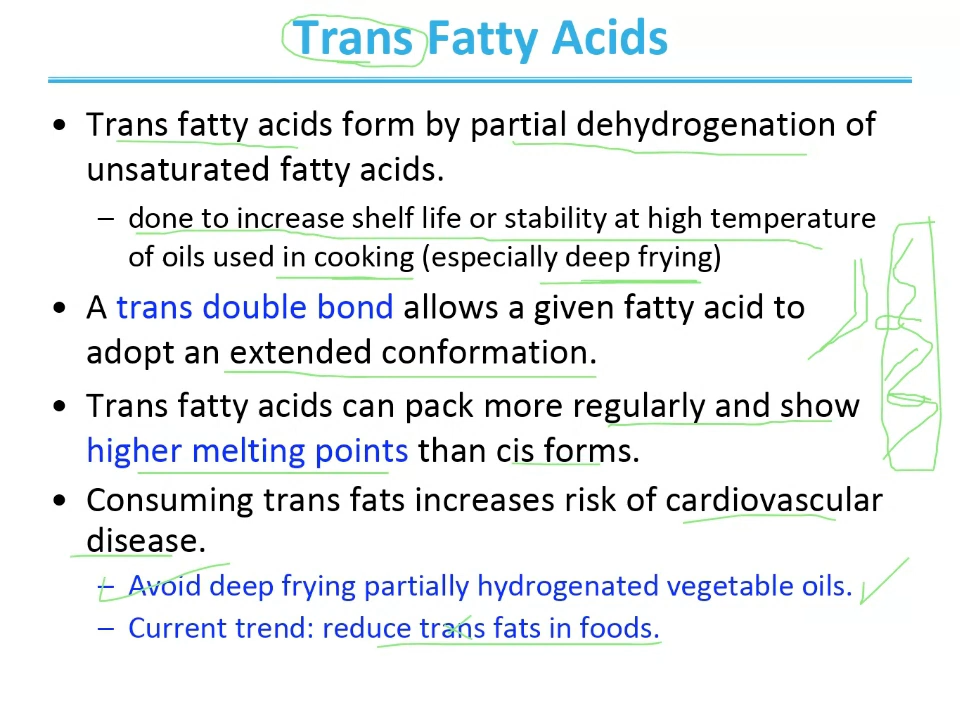 Trans Fatty Acids
• Trans fatty acids form by partial dehydrogenation of
unsaturated fatty acids.
– done to increase shelf life or stability at high temperature
of oils used in cooking (especially deep frying)
• A trans double bond allows a given fatty acid to
adopt an extended conformation.
• Trans fatty acids can pack more regularly and show
higher melting points than cis forms.
• Consuming trans fats increases risk of cardiovascular
disease.
– Avoid deep frying partially hydrogenated vegetable oils.
– Current trend: reduce trans fats in foods.